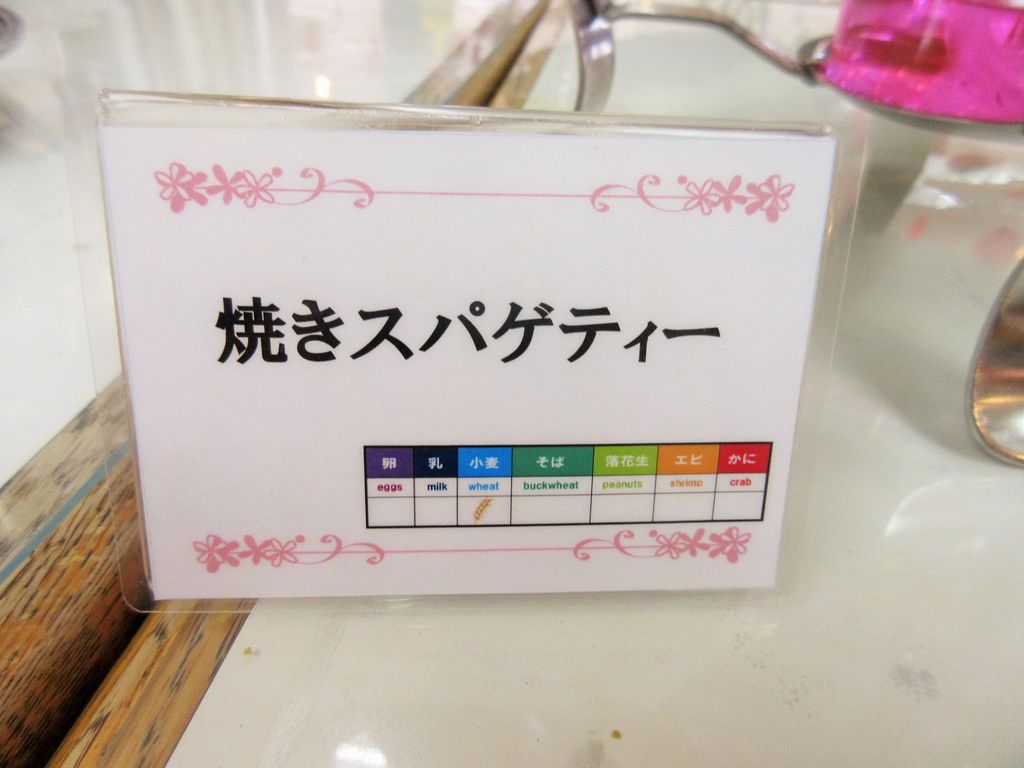 焼きスパゲティー
卵 乳 小麦 そば 落花生 エビ かに
eggs milk wheat buckwheat peanuts shrimp crab